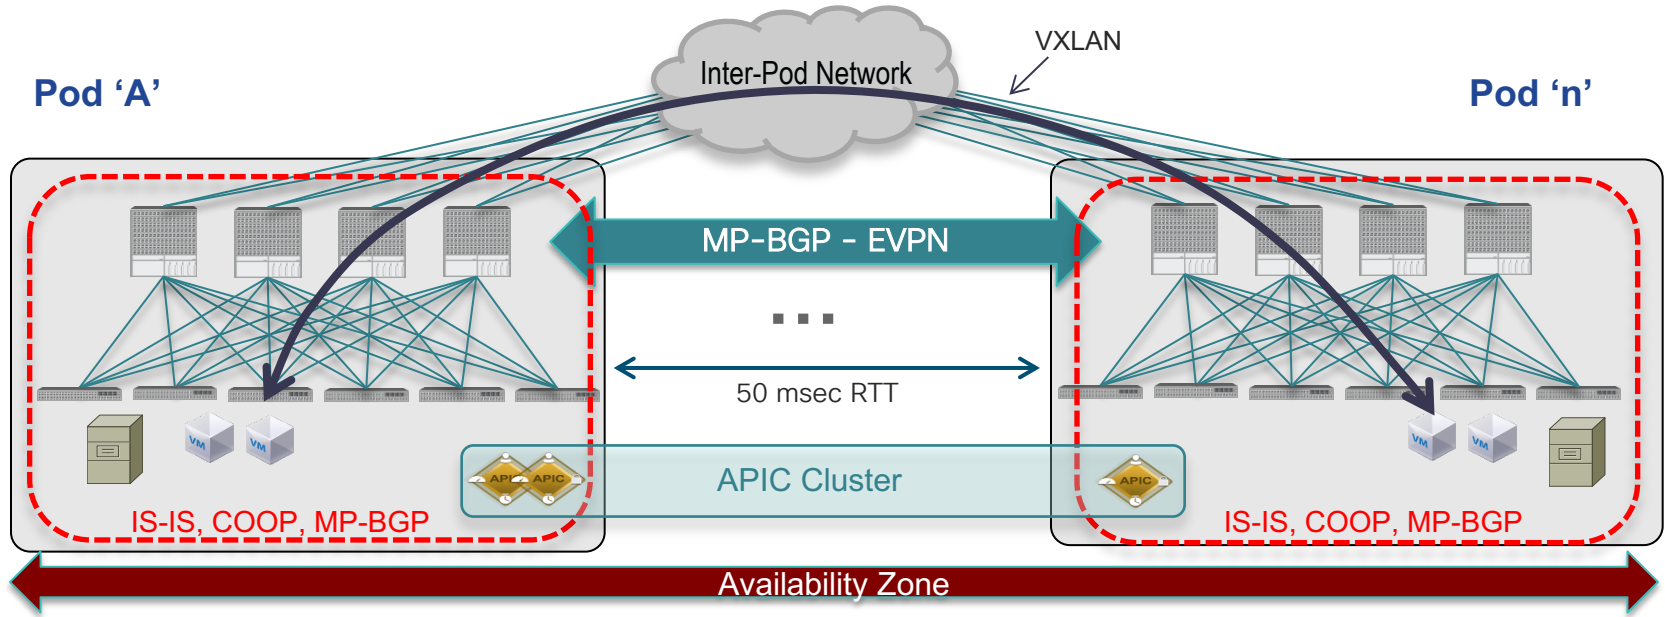 VXLAN
Inter-Pod Network
Pod ‘A’
Pod ‘n’
MP-BGP - EVPN
...
50 msec RTT
VM
VM
VM
VM
APIC
APIC
APIC Cluster
APIC
IS-IS, COOP, MP-BGP
IS-IS, COOP, MP-BGP
Availability Zone